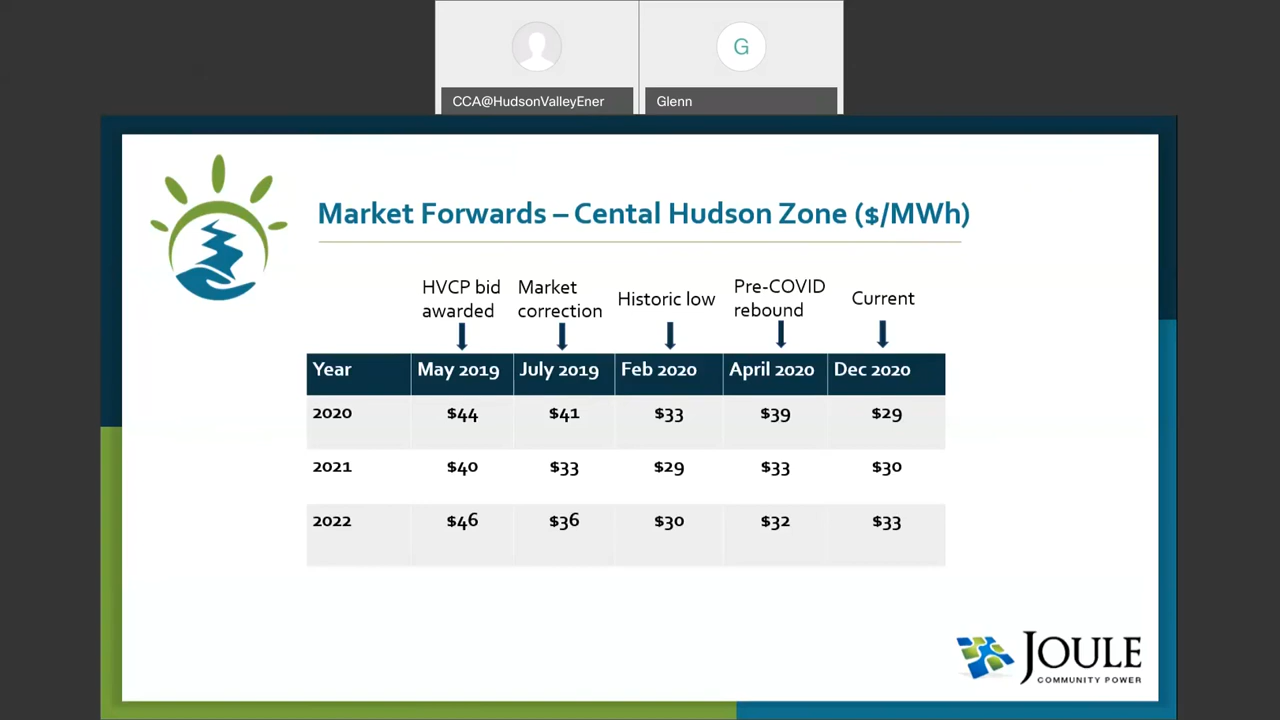 CCA@HudsonValleyEner
G
Glenn
Market Forwards – Cental Hudson Zone ($/MWh)
HVCP bid
awarded
Market
correction
Historic low
Pre-COVID
rebound
Current
Year May 2019 July 2019 Feb 2020 April 2020 Dec 2020
2020 $44 $41 $33 $39 $29
2021 $40 $33 $29 $33 $30
2022 $46 $36 $30 $32 $33
JOULE
COMMUNITY POWER